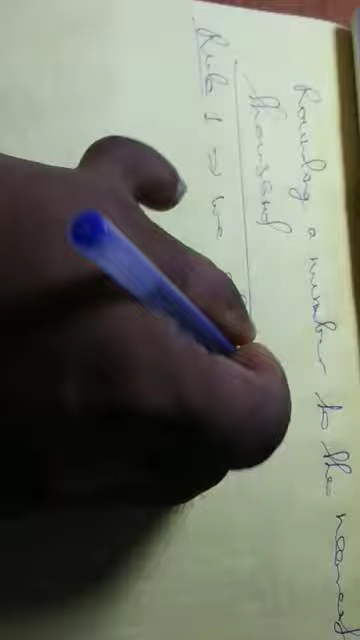 Rounding a number to the nearest
thousand
Rule 1 → we